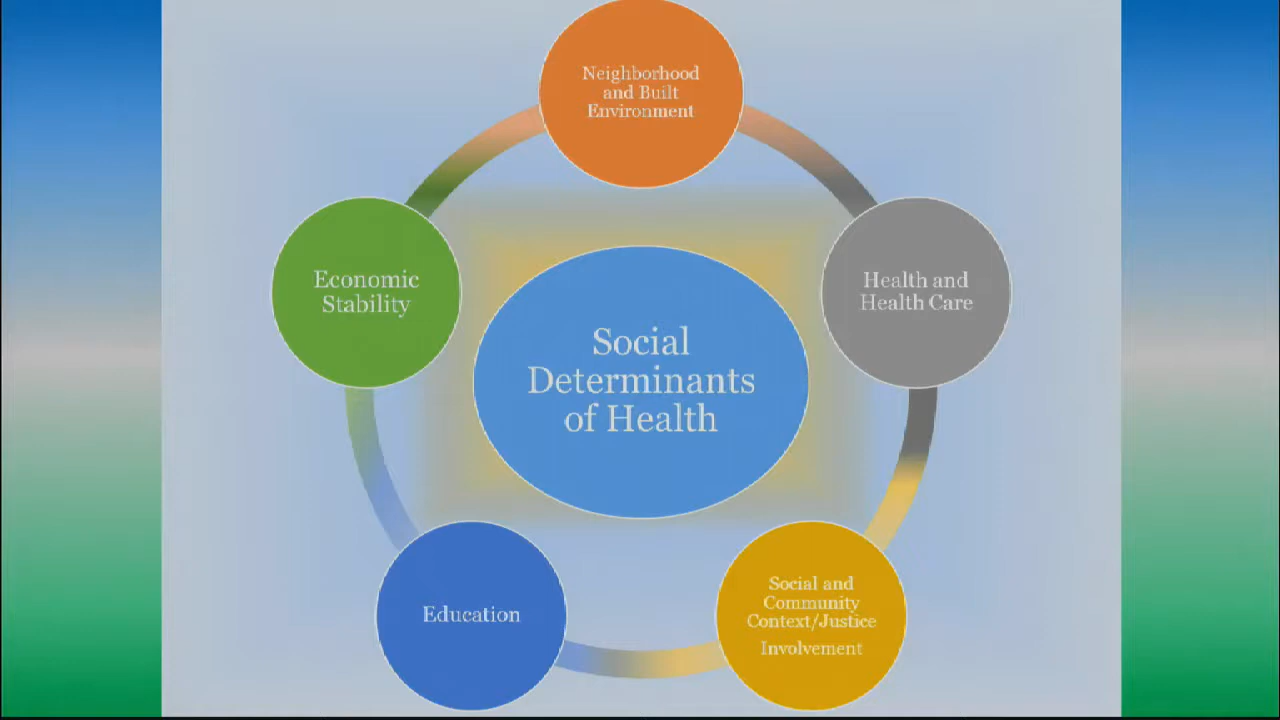 Neighborhood
and Built
Environment
Economic
Stability
Health and
Health Care
Social
Determinants
of Health
Education
Social and
Community
Context/Justice
Involvement